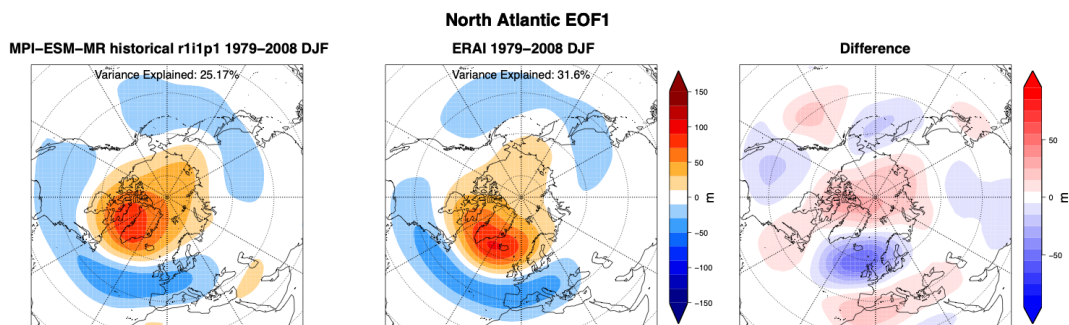 North Atlantic EOF1
MPI−ESM−MR historical r1i1p1 1979−2008 DJF
Variance Explained: 25.17%
ERAI 1979−2008 DJF
Variance Explained: 31.6%
150
100
50
0
−50
−100
−150
m
Difference
50
0
−50
m